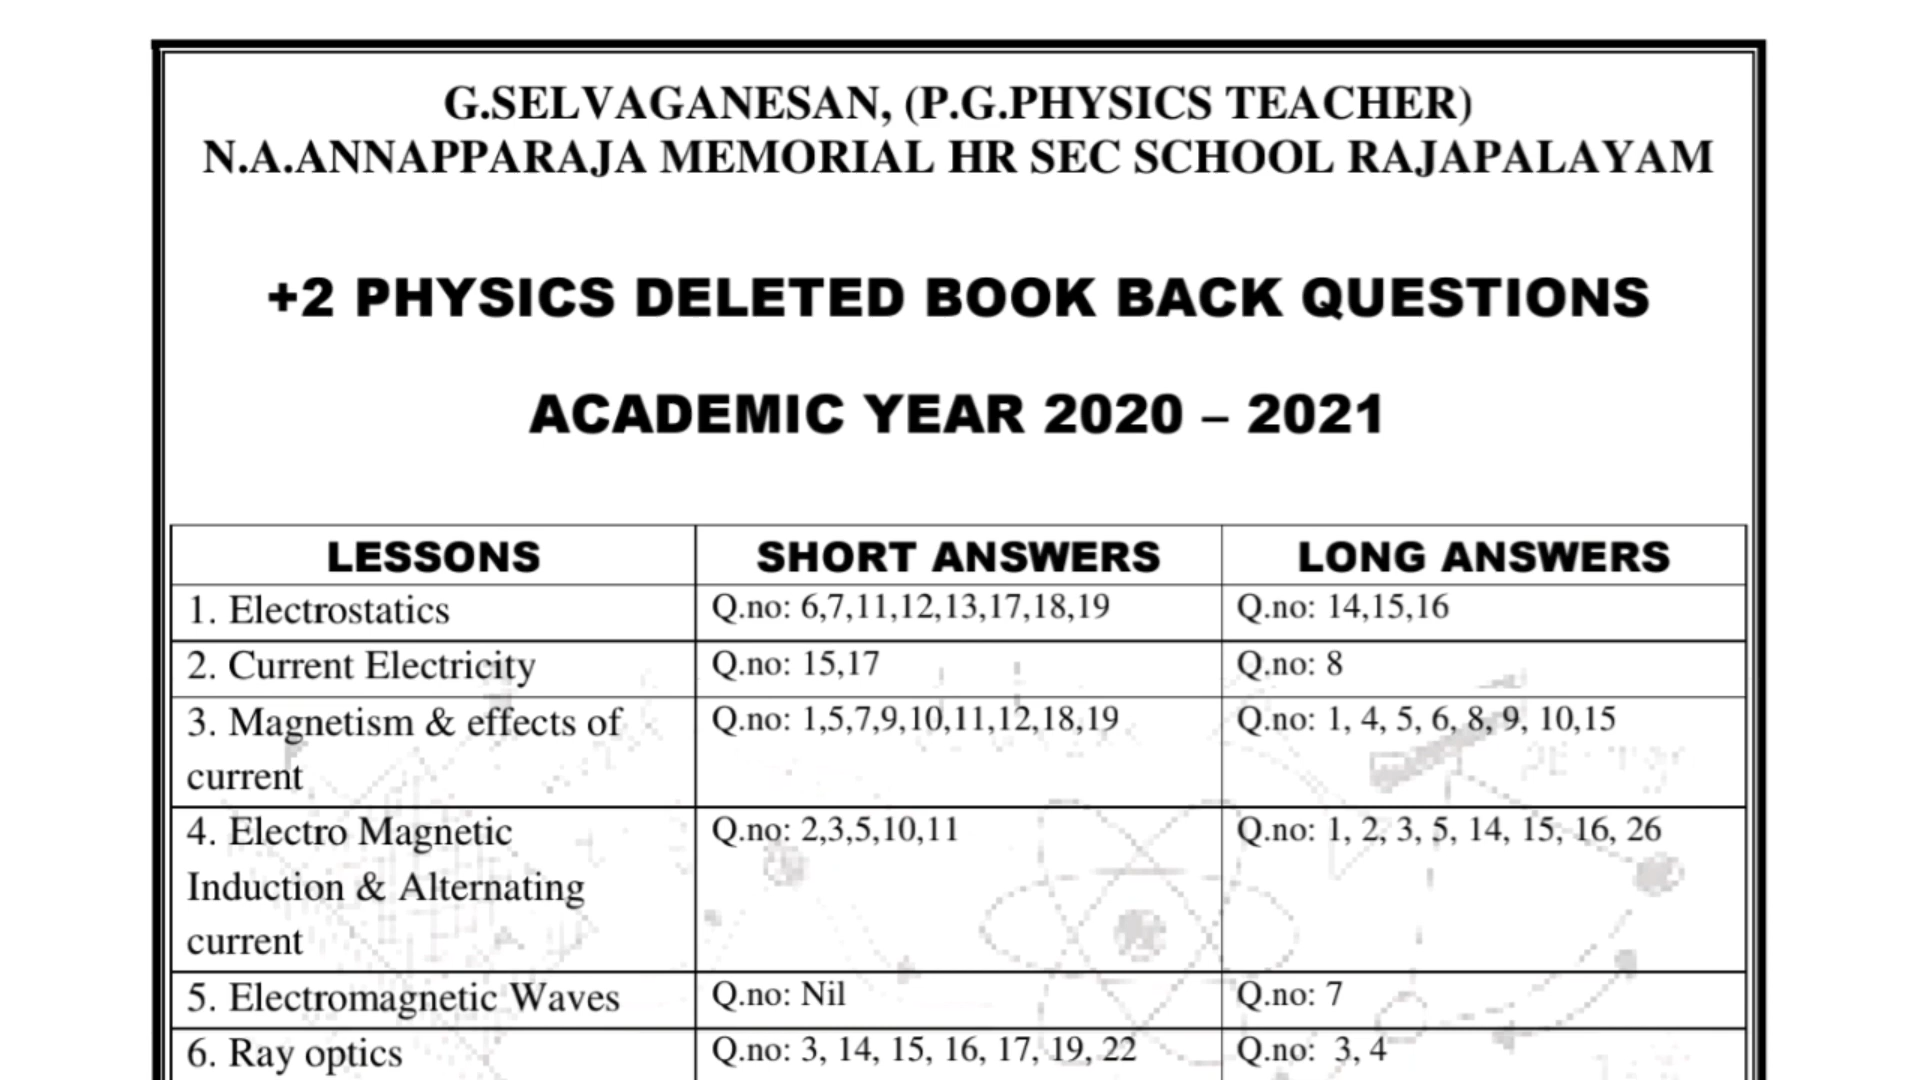 G.SELVAGANESAN, (P.G.PHYSICS TEACHER)
N.A.ANNAPPARAJA MEMORIAL HR SEC SCHOOL RAJAPALAYAM
+2 PHYSICS DELETED BOOK BACK QUESTIONS
ACADEMIC YEAR 2020 – 2021
LESSONS SHORT ANSWERS LONG ANSWERS
1. Electrostatics Q.no: 6,7,11,12,13,17,18,19 Q.no: 14,15,16
2. Current Electricity Q.no: 15,17 Q.no: 8
3. Magnetism & effects of Q.no: 1,5,7,9,10,11,12,18,19 Q.no: 1, 4, 5, 6, 8, 9, 10,15
current
4. Electro Magnetic Q.no: 2,3,5,10,11 Q.no: 1, 2, 3, 5, 14, 15, 16, 26
Induction & Alternating
current
5. Electromagnetic Waves Q.no: Nil Q.no: 7
6. Ray optics Q.no: 3, 14, 15, 16, 17, 19, 22 Q.no: 3, 4